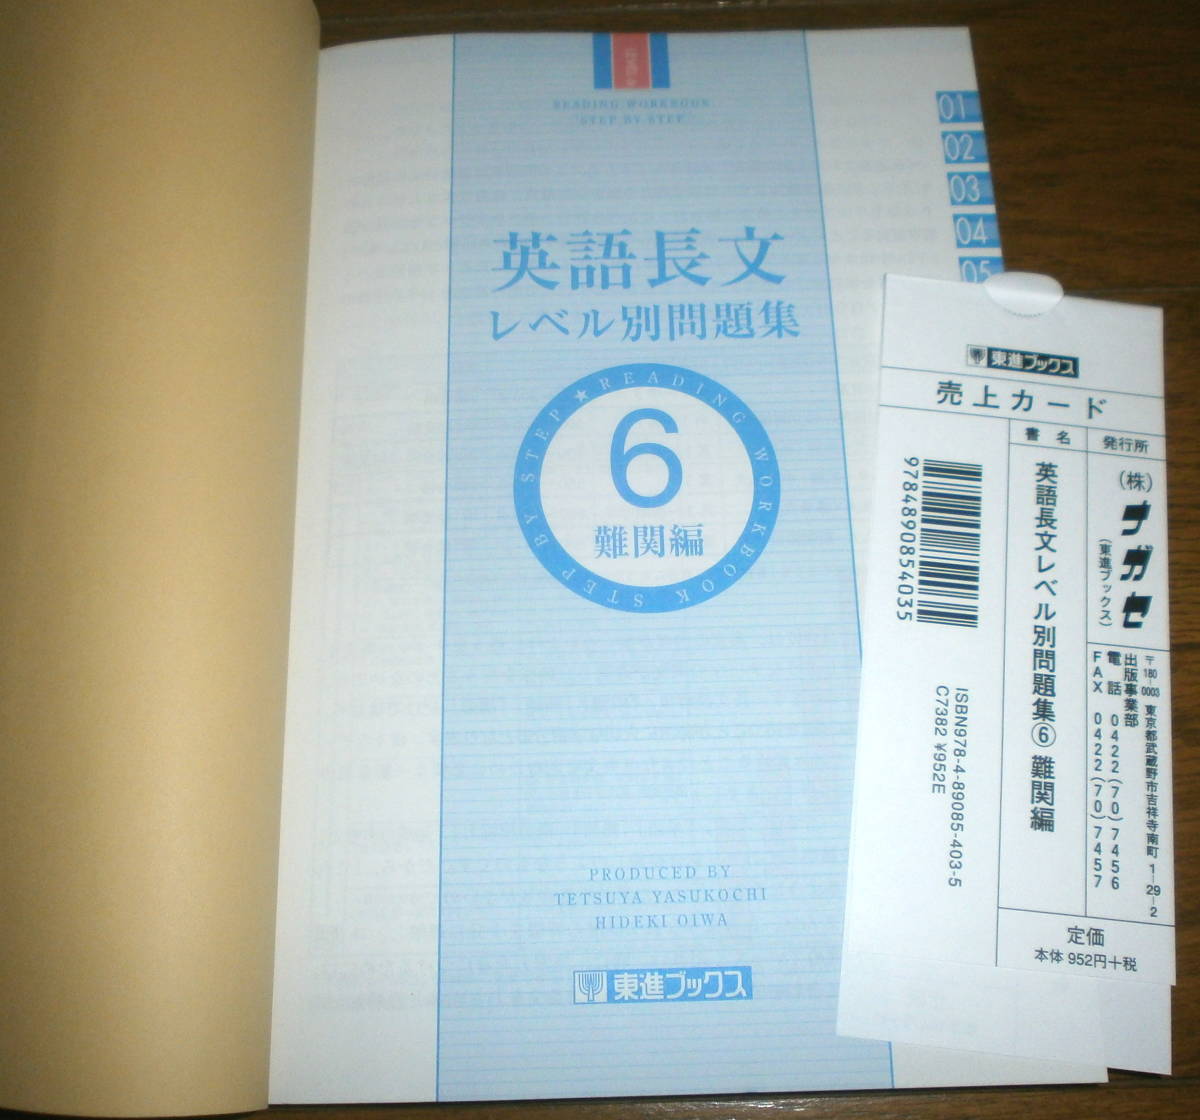 READING WORKBOOK
"STEP BY STEP"
英語長文
レベル別問題集
★ READING WORKBOOK STEP BY STEP
6
難関編
PRODUCED BY
TETSUYA YASUKOCHI
HIDEKI OIWA
東進ブックス
01
02
03
04
05
東進ブックス
売上カード
発行所
(株)ナガセ
(東進ブックス)
〒180-0003 東京都武蔵野市吉祥寺南町 1-29-2
出版事業部
電話 0422(70)7456
FAX 0422(70)7457
書名
英語長文レベル別問題集⑥ 難関編
9784890854035
ISBN978-4-89085-403-5
C7382 ¥952E
定価
本体 952円+税